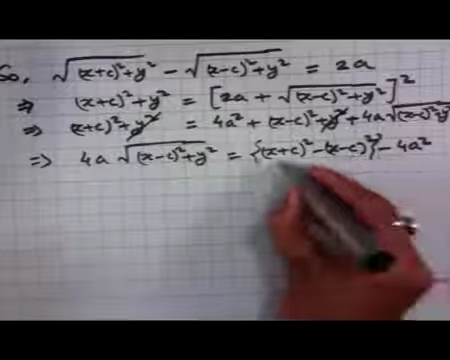 So, √(x+c)²+y² − √(x−c)²+y² = 2a
⇒ (x+c)²+y² = [2a + √(x−c)²+y²]²
⇒ (x+c)²+y² = 4a² + (x−c)²+y² + 4a√(x−c)²+y²
⇒ 4a √(x−c)²+y² = {(x+c)² − (x−c)²} − 4a²